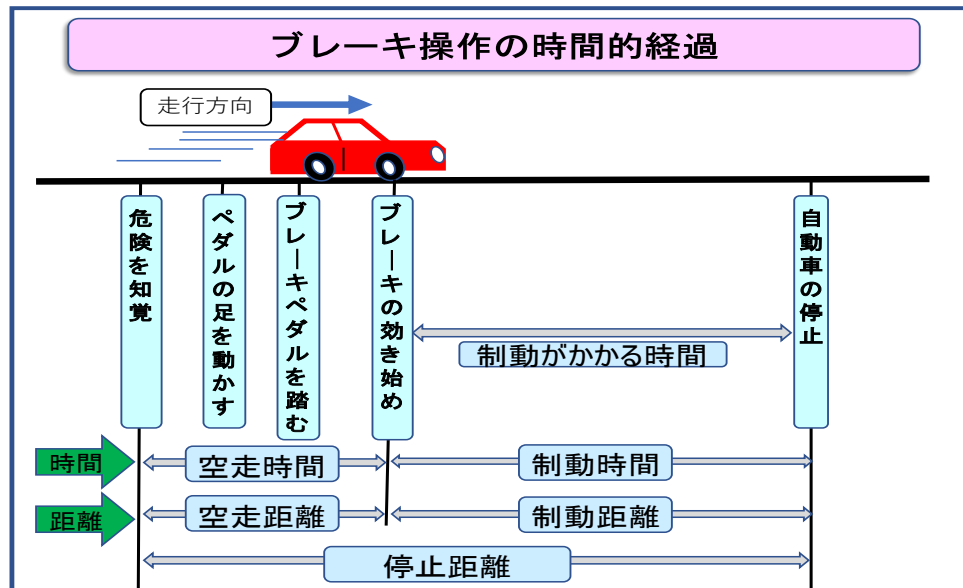 ブレーキ操作の時間的経過
走行方向
危険を知覚
ペダルの足を動かす
ブレーキペダルを踏む
ブレーキの効き始め
自動車の停止
制動がかかる時間
時間
空走時間
制動時間
距離
空走距離
制動距離
停止距離